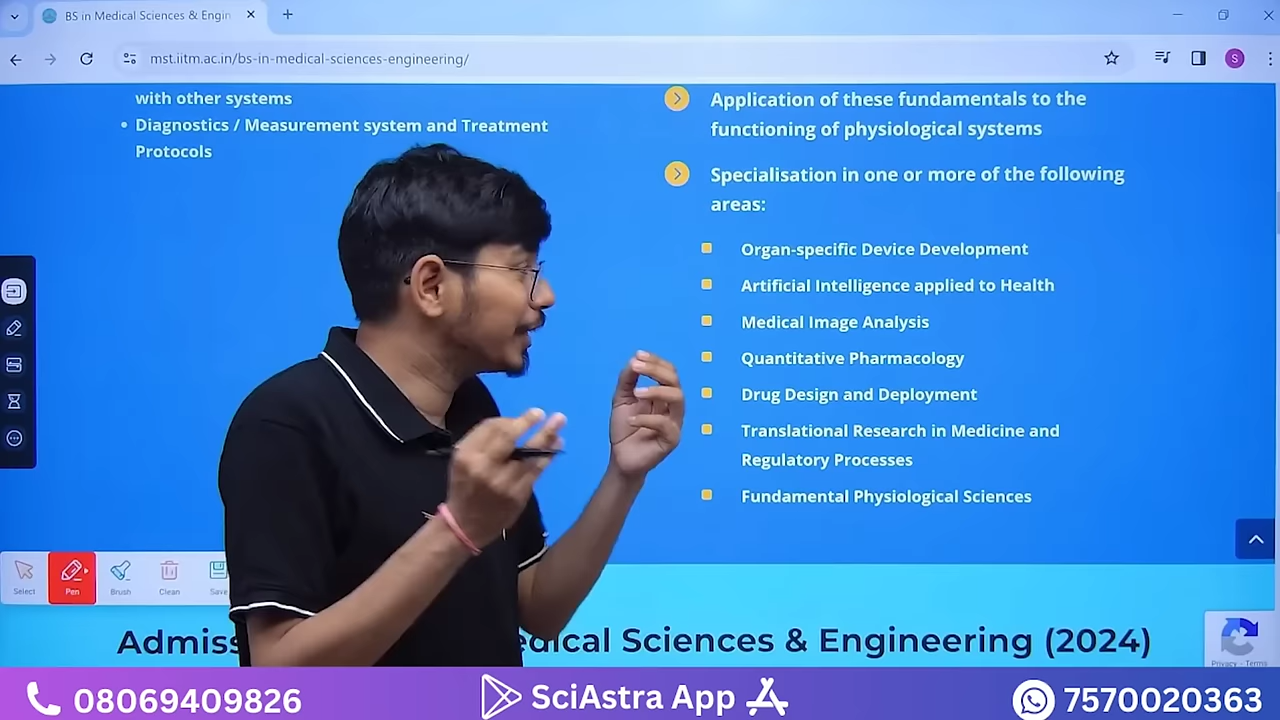 BS in Medical Sciences & Engin
mst.iitm.ac.in/bs-in-medical-sciences-engineering/
S
with other systems
• Diagnostics / Measurement system and Treatment
Protocols
Application of these fundamentals to the
functioning of physiological systems
Specialisation in one or more of the following
areas:
Organ-specific Device Development
Artificial Intelligence applied to Health
Medical Image Analysis
Quantitative Pharmacology
Drug Design and Deployment
Translational Research in Medicine and
Regulatory Processes
Fundamental Physiological Sciences
Select
Pen
Brush
Clean
Save
Admiss
edical Sciences & Engineering (2024)
Privacy - Terms
08069409826
SciAstra App
7570020363